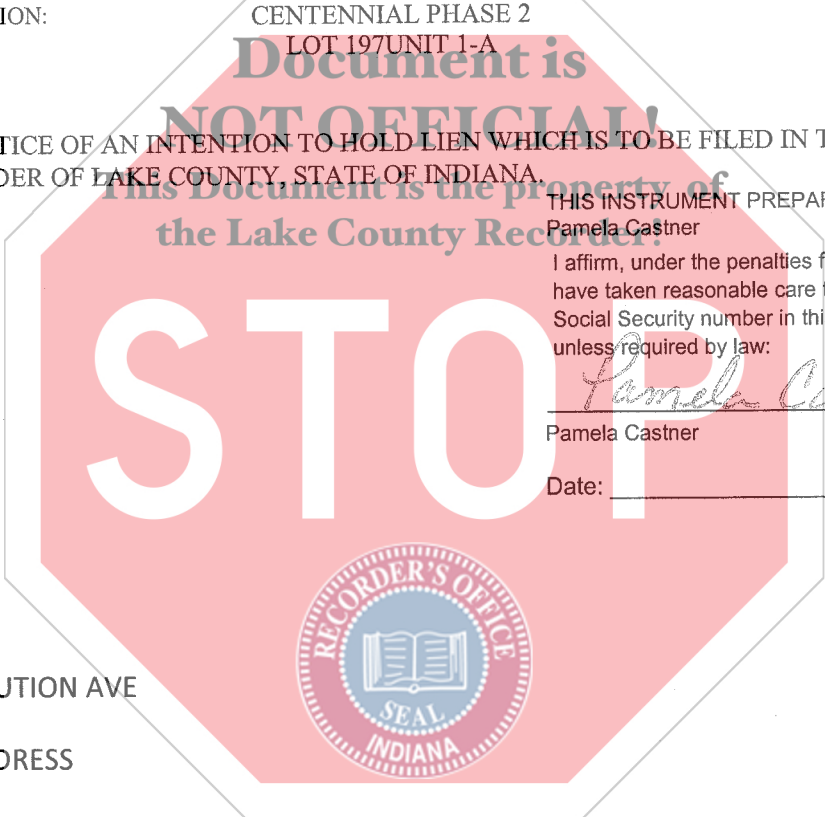 ION:
CENTENNIAL PHASE 2
LOT 197UNIT 1-A
Document is
NOT OFFICIAL!
TICE OF AN INTENTION TO HOLD LIEN WHICH IS TO BE FILED IN T
DER OF LAKE COUNTY, STATE OF INDIANA.
This Document is the property of
the Lake County Recorder!
THIS INSTRUMENT PREPAR
Pamela Castner
I affirm, under the penalties f
have taken reasonable care t
Social Security number in thi
unless required by law:
Pamela Ca
Pamela Castner
Date:
STOP
RECORDER'S OFFICE
SEAL
INDIANA
UTION AVE
DRESS